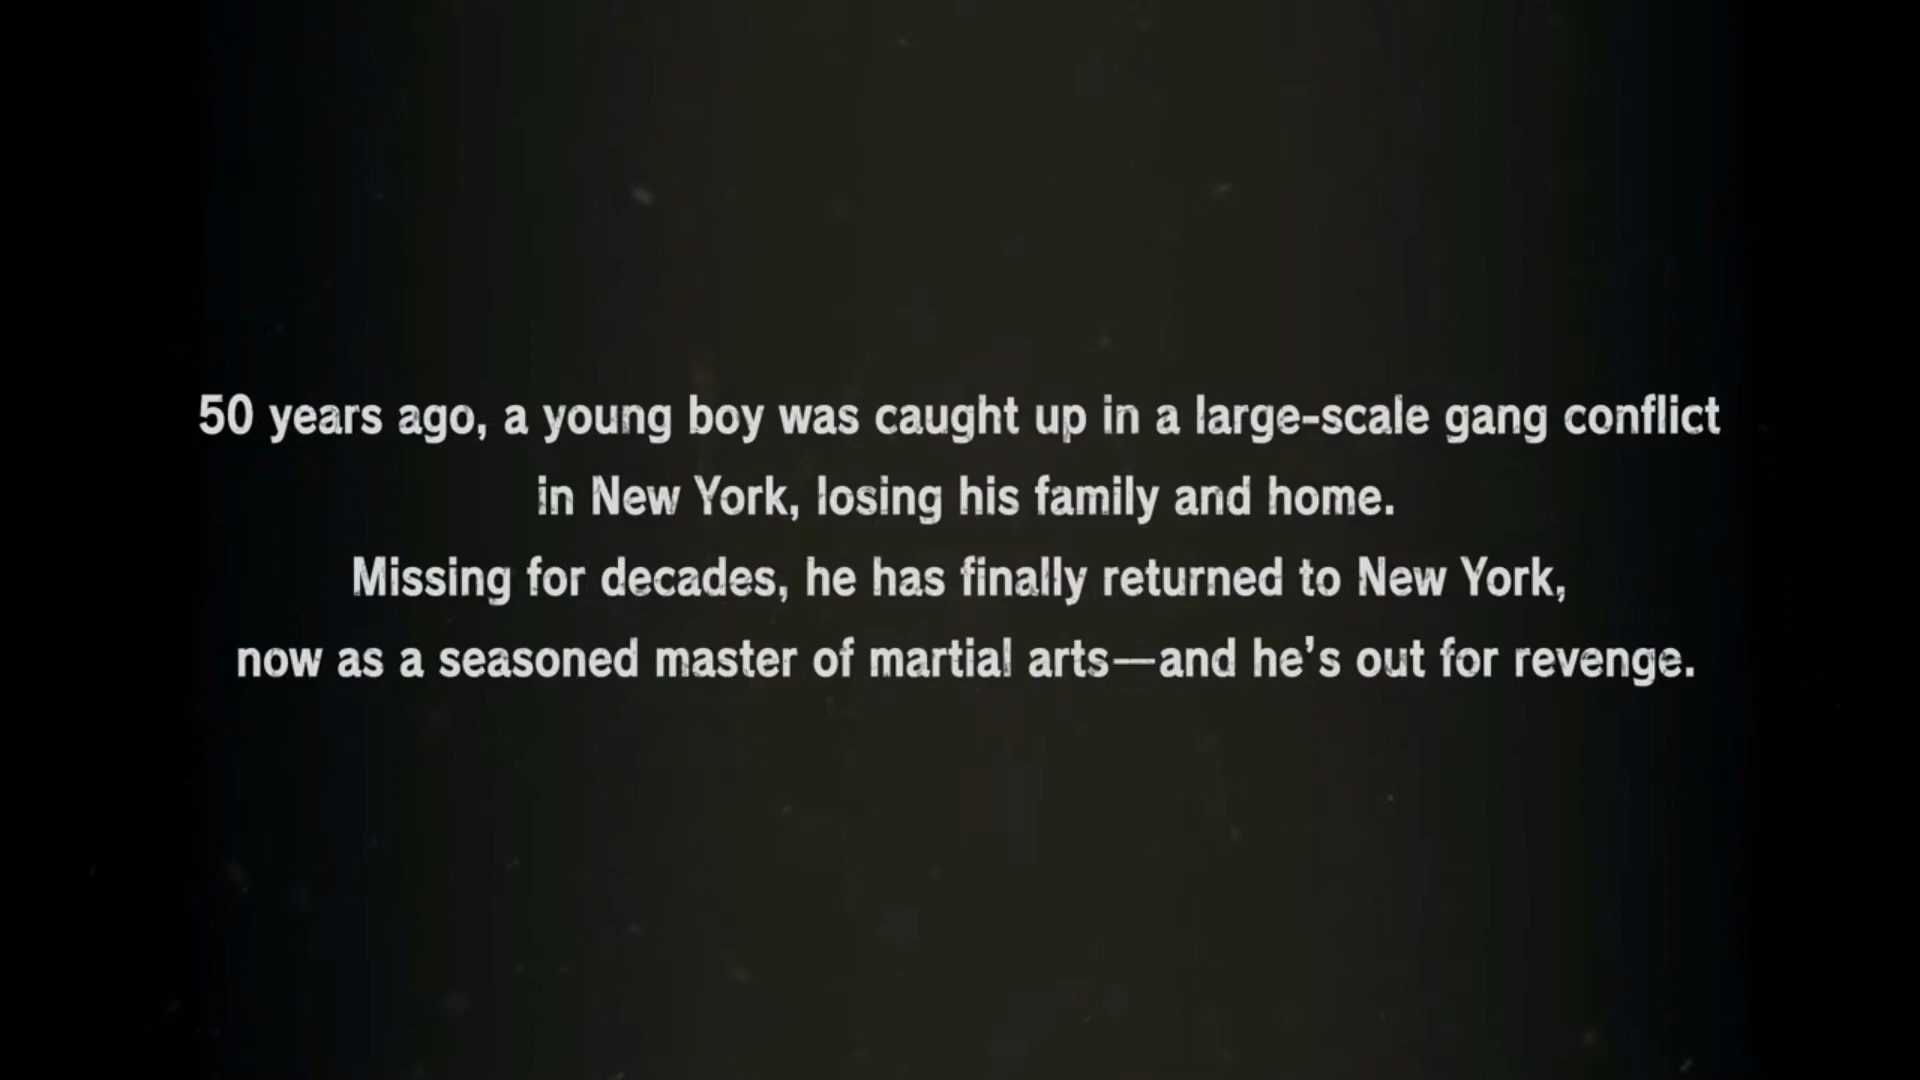 50 years ago, a young boy was caught up in a large-scale gang conflict
in New York, losing his family and home.
Missing for decades, he has finally returned to New York,
now as a seasoned master of martial arts—and he’s out for revenge.